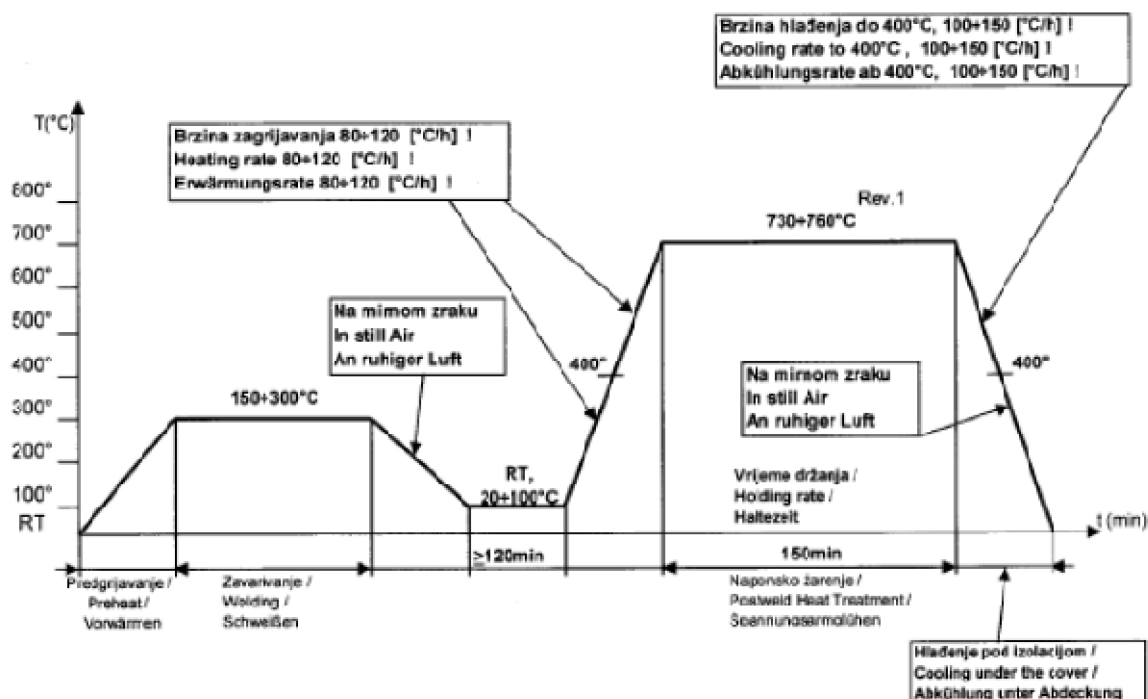 Brzina hlađenja do 400°C, 100÷150 [°C/h] !
Cooling rate to 400°C , 100÷150 [°C/h] !
Abkühlungsrate ab 400°C, 100÷150 [°C/h] !
T(°C)
Brzina zagrijavanja 80÷120 [°C/h] !
Heating rate 80÷120 [°C/h] !
Erwärmungsrate 80÷120 [°C/h] !
Rev.1
730÷760°C
800°
700°
600°
500°
400°
300°
200°
100°
RT
Na mirnom zraku
In still Air
An ruhiger Luft
400°
400°
Na mirnom zraku
In still Air
An ruhiger Luft
150÷300°C
RT,
20÷100°C
Vrijeme držanja /
Holding rate /
Haltezeit
t (min)
≥120min
150min
Predgrijavanje /
Preheat /
Vorwärmen
Zavarivanje /
Welding /
Schweißen
Naponsko žarenje /
Postweld Heat Treatment /
Spannungsarmglühen
Hlađenje pod izolacijom /
Cooling under the cover /
Abkühlung unter Abdeckung